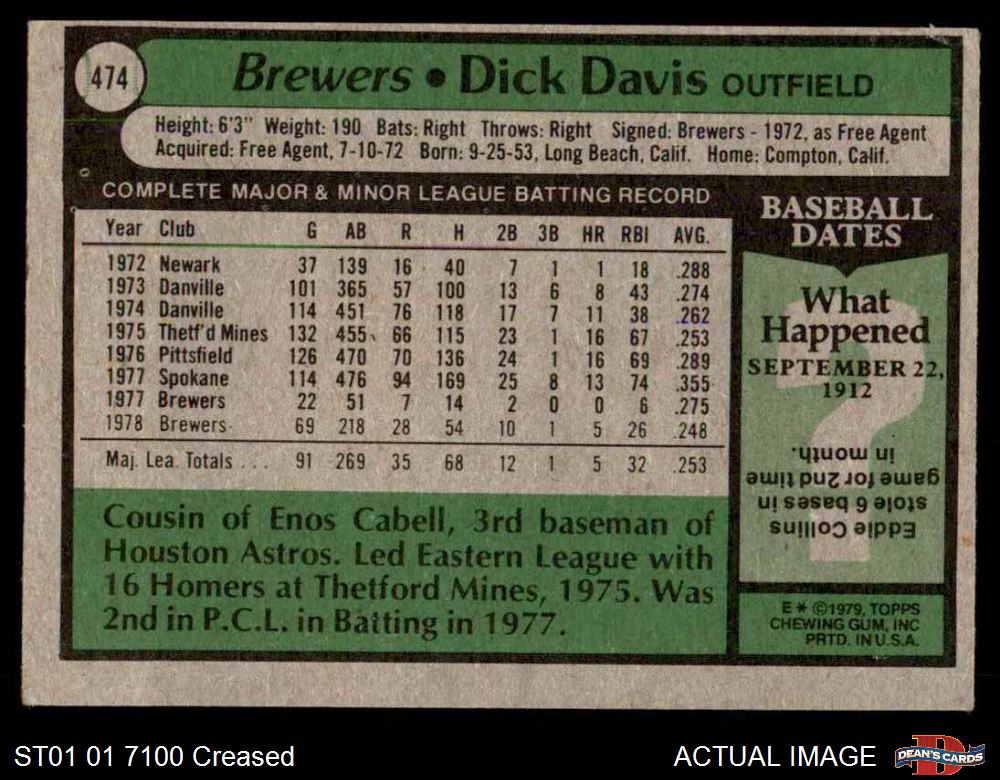 474
Brewers • Dick Davis OUTFIELD
Height: 6'3" Weight: 190 Bats: Right Throws: Right Signed: Brewers - 1972, as Free Agent
Acquired: Free Agent, 7-10-72 Born: 9-25-53, Long Beach, Calif. Home: Compton, Calif.
COMPLETE MAJOR & MINOR LEAGUE BATTING RECORD
Year Club G AB R H 2B 3B HR RBI AVG.
1972 Newark 37 139 16 40 7 1 1 18 .288
1973 Danville 101 365 57 100 13 6 8 43 .274
1974 Danville 114 451 76 118 17 7 11 38 .262
1975 Thetf'd Mines 132 455 66 115 23 1 16 67 .253
1976 Pittsfield 126 470 70 136 24 1 16 69 .289
1977 Spokane 114 476 94 169 25 8 13 74 .355
1977 Brewers 22 51 7 14 2 0 0 6 .275
1978 Brewers 69 218 28 54 10 1 5 26 .248
Maj. Lea. Totals . . . 91 269 35 68 12 1 5 32 .253
Cousin of Enos Cabell, 3rd baseman of
Houston Astros. Led Eastern League with
16 Homers at Thetford Mines, 1975. Was
2nd in P.C.L. in Batting in 1977.
BASEBALL
DATES
What
Happened
SEPTEMBER 22,
1912
?
Eddie Collins
stole 6 bases in
game for 2nd time
in month.
E * ©1979, TOPPS
CHEWING GUM, INC
PRTD. IN U.S.A.
ST01 01 7100 Creased
ACTUAL IMAGE
D
DEAN'S CARDS